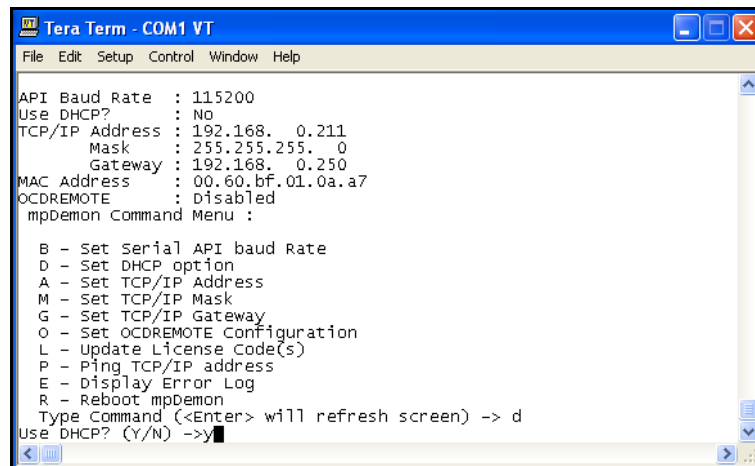 Tera Term - COM1 VT
File Edit Setup Control Window Help
API Baud Rate : 115200
Use DHCP? : No
TCP/IP Address : 192.168. 0.211
Mask : 255.255.255. 0
Gateway : 192.168. 0.250
MAC Address : 00.60.bf.01.0a.a7
OCDREMOTE : Disabled
mpDemon Command Menu :
B - Set Serial API baud Rate
D - Set DHCP option
A - Set TCP/IP Address
M - Set TCP/IP Mask
G - Set TCP/IP Gateway
O - Set OCDREMOTE Configuration
L - Update License Code(s)
P - Ping TCP/IP address
E - Display Error Log
R - Reboot mpDemon
Type Command (<Enter> will refresh screen) -> d
Use DHCP? (Y/N) ->y